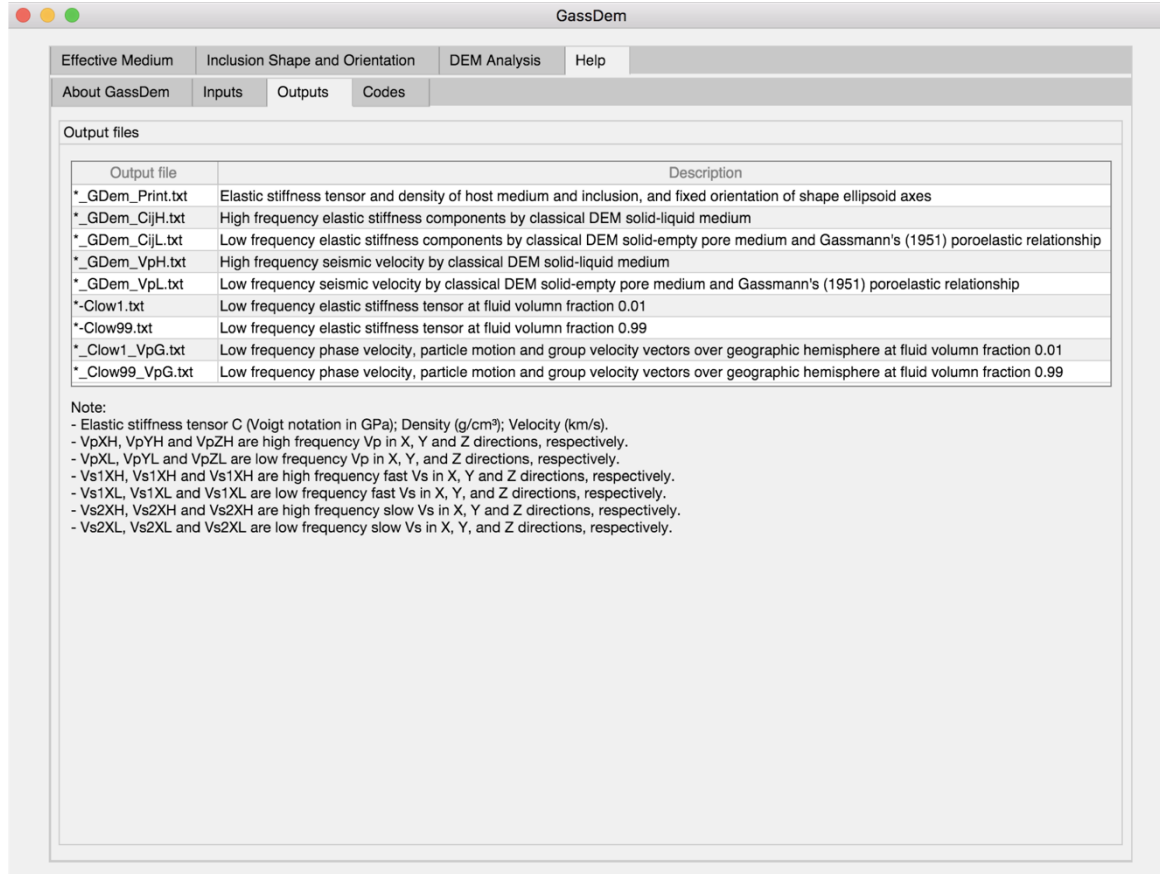 GassDem
Effective Medium Inclusion Shape and Orientation DEM Analysis Help
About GassDem Inputs Outputs Codes
Output files
Output file Description
*_GDem_Print.txt Elastic stiffness tensor and density of host medium and inclusion, and fixed orientation of shape ellipsoid axes
*_GDem_CijH.txt High frequency elastic stiffness components by classical DEM solid-liquid medium
*_GDem_CijL.txt Low frequency elastic stiffness components by classical DEM solid-empty pore medium and Gassmann's (1951) poroelastic relationship
*_GDem_VpH.txt High frequency seismic velocity by classical DEM solid-liquid medium
*_GDem_VpL.txt Low frequency seismic velocity by classical DEM solid-empty pore medium and Gassmann's (1951) poroelastic relationship
*-Clow1.txt Low frequency elastic stiffness tensor at fluid volumn fraction 0.01
*-Clow99.txt Low frequency elastic stiffness tensor at fluid volumn fraction 0.99
*_Clow1_VpG.txt Low frequency phase velocity, particle motion and group velocity vectors over geographic hemisphere at fluid volumn fraction 0.01
*_Clow99_VpG.txt Low frequency phase velocity, particle motion and group velocity vectors over geographic hemisphere at fluid volumn fraction 0.99
Note:
- Elastic stiffness tensor C (Voigt notation in GPa); Density (g/cm³); Velocity (km/s).
- VpXH, VpYH and VpZH are high frequency Vp in X, Y and Z directions, respectively.
- VpXL, VpYL and VpZL are low frequency Vp in X, Y, and Z directions, respectively.
- Vs1XH, Vs1XH and Vs1XH are high frequency fast Vs in X, Y and Z directions, respectively.
- Vs1XL, Vs1XL and Vs1XL are low frequency fast Vs in X, Y, and Z directions, respectively.
- Vs2XH, Vs2XH and Vs2XH are high frequency slow Vs in X, Y and Z directions, respectively.
- Vs2XL, Vs2XL and Vs2XL are low frequency slow Vs in X, Y, and Z directions, respectively.